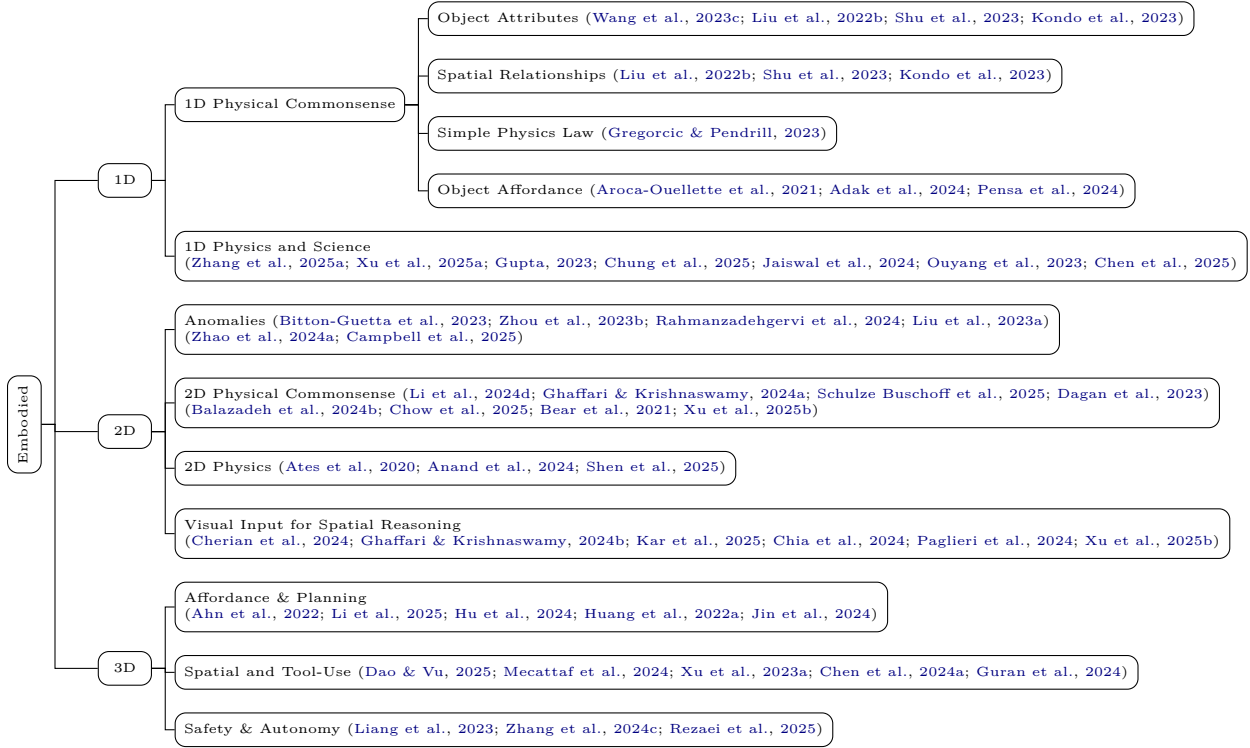 Object Attributes (Wang et al., 2023c; Liu et al., 2022b; Shu et al., 2023; Kondo et al., 2023)
Spatial Relationships (Liu et al., 2022b; Shu et al., 2023; Kondo et al., 2023)
1D Physical Commonsense
Simple Physics Law (Gregorcic & Pendrill, 2023)
1D
Object Affordance (Aroca-Ouellette et al., 2021; Adak et al., 2024; Pensa et al., 2024)
1D Physics and Science
(Zhang et al., 2025a; Xu et al., 2025a; Gupta, 2023; Chung et al., 2025; Jaiswal et al., 2024; Ouyang et al., 2023; Chen et al., 2025)
Anomalies (Bitton-Guetta et al., 2023; Zhou et al., 2023b; Rahmanzadehgervi et al., 2024; Liu et al., 2023a)
(Zhao et al., 2024a; Campbell et al., 2025)
2D Physical Commonsense (Li et al., 2024d; Ghaffari & Krishnaswamy, 2024a; Schulze Buschoff et al., 2025; Dagan et al., 2023)
(Balazadeh et al., 2024b; Chow et al., 2025; Bear et al., 2021; Xu et al., 2025b)
Embodied
2D
2D Physics (Ates et al., 2020; Anand et al., 2024; Shen et al., 2025)
Visual Input for Spatial Reasoning
(Cherian et al., 2024; Ghaffari & Krishnaswamy, 2024b; Kar et al., 2025; Chia et al., 2024; Paglieri et al., 2024; Xu et al., 2025b)
Affordance & Planning
(Ahn et al., 2022; Li et al., 2025; Hu et al., 2024; Huang et al., 2022a; Jin et al., 2024)
3D
Spatial and Tool-Use (Dao & Vu, 2025; Mecattaf et al., 2024; Xu et al., 2023a; Chen et al., 2024a; Guran et al., 2024)
Safety & Autonomy (Liang et al., 2023; Zhang et al., 2024c; Rezaei et al., 2025)